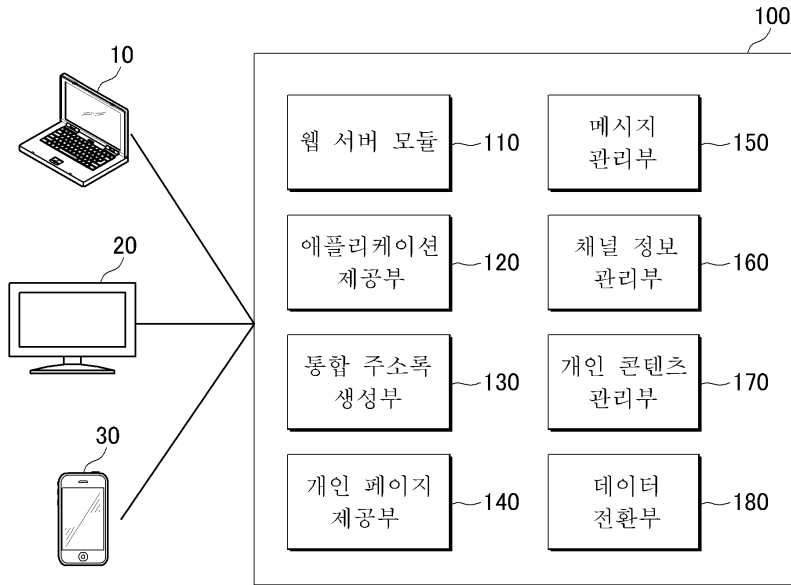 100
10
웹 서버 모듈
110
메시지
관리부
150
20
애플리케이션
제공부
120
채널 정보
관리부
160
통합 주소록
생성부
130
개인 콘텐츠
관리부
170
30
개인 페이지
제공부
140
데이터
전환부
180